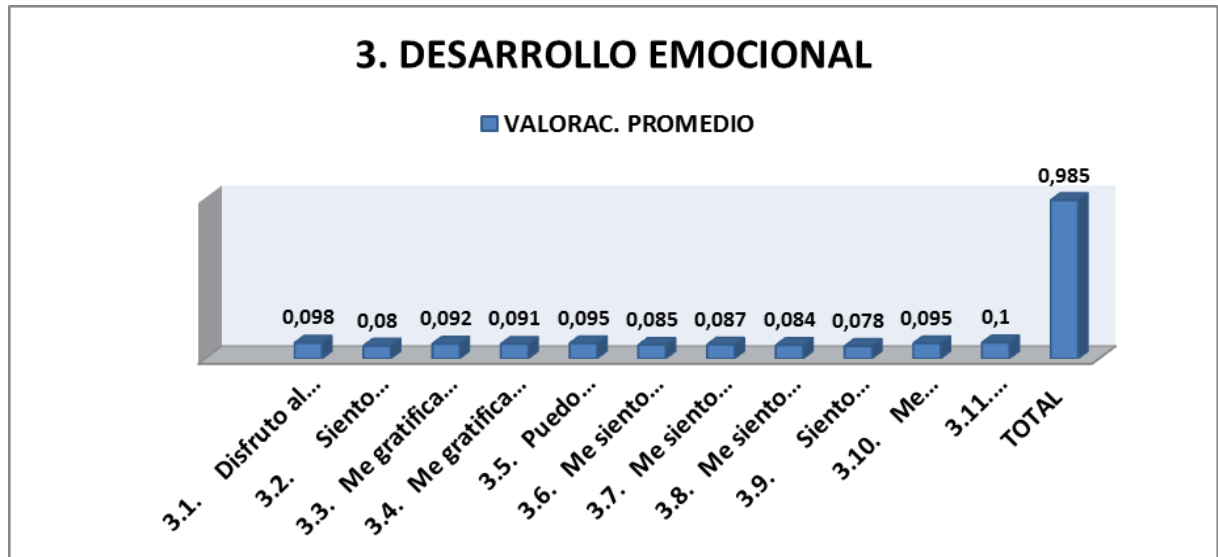 3. DESARROLLO EMOCIONAL
VALORAC. PROMEDIO
0,098
0,08
0,092
0,091
0,095
0,085
0,087
0,084
0,078
0,095
0,1
0,985
3.1. Disfruto al...
3.2. Siento...
3.3. Me gratifica...
3.4. Me gratifica...
3.5. Puedo...
3.6. Me siento...
3.7. Me siento...
3.8. Me siento...
3.9. Siento...
3.10. Me...
3.11....
TOTAL